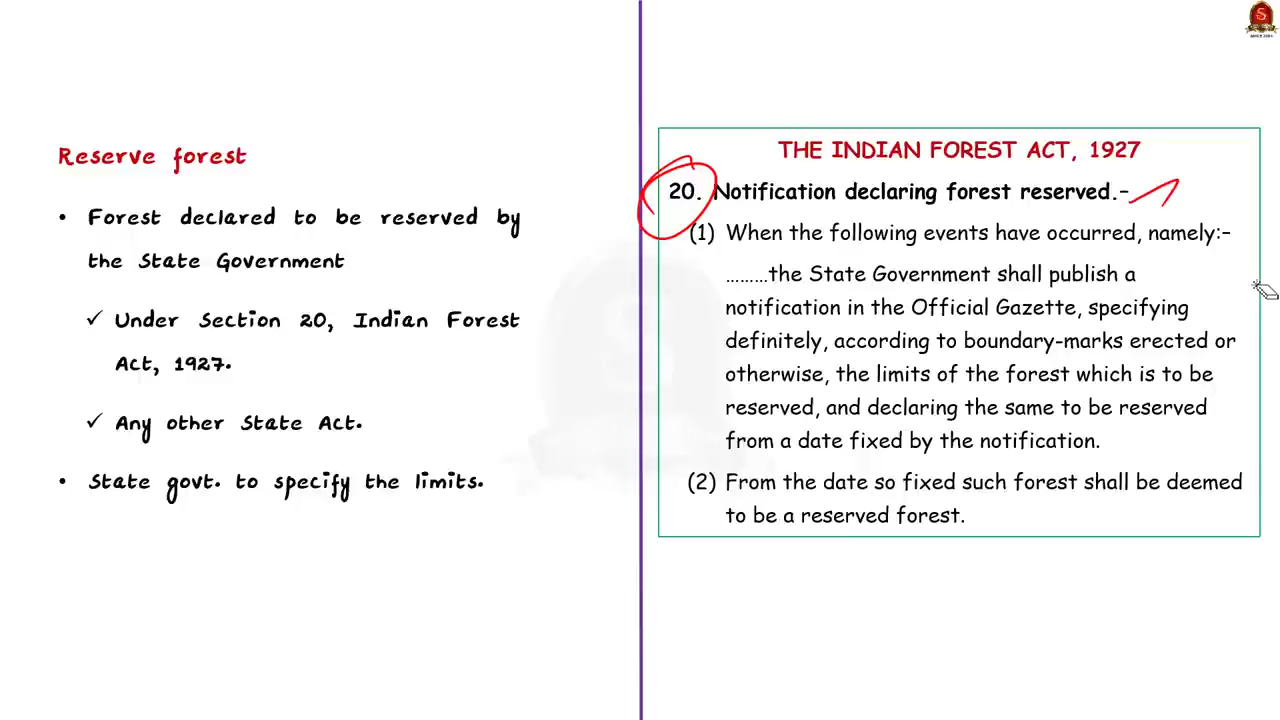 Reserve forest
• Forest declared to be reserved by
the State Government
✓ Under Section 20, Indian Forest
Act, 1927.
✓ Any other State Act.
• State govt. to specify the limits.
THE INDIAN FOREST ACT, 1927
20. Notification declaring forest reserved.-
(1) When the following events have occurred, namely:-
.........the State Government shall publish a
notification in the Official Gazette, specifying
definitely, according to boundary-marks erected or
otherwise, the limits of the forest which is to be
reserved, and declaring the same to be reserved
from a date fixed by the notification.
(2) From the date so fixed such forest shall be deemed
to be a reserved forest.